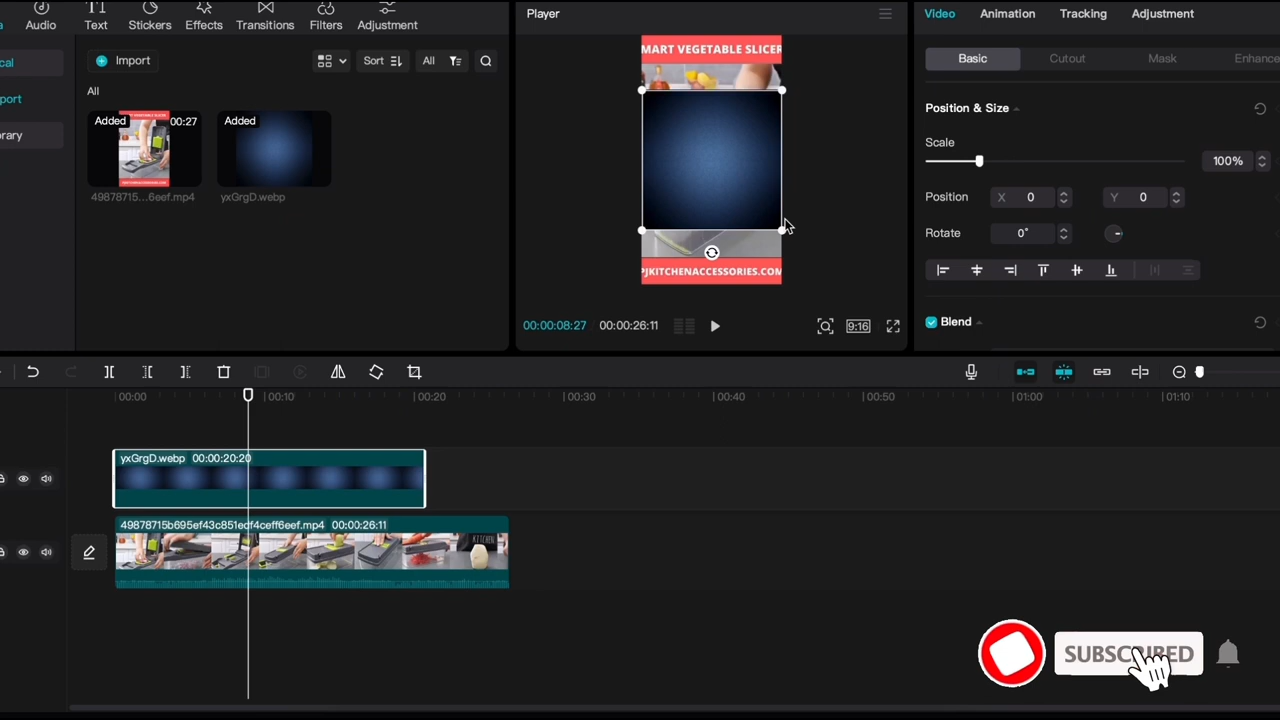 Audio Text Stickers Effects Transitions Filters Adjustment
Player
Video Animation Tracking Adjustment
Import
Sort
All
Basic Cutout Mask Enhance
All
Added 00:27
Added
49878715...6eef.mp4
yxGrgD.webp
MART VEGETABLE SLICER
PJKITCHENACCESSORIES.COM
Position & Size
Scale
100%
Position X 0 Y 0
Rotate 0°
00:00:08:27 00:00:26:11
9:16
Blend
00:00 00:10 00:20 00:30 00:40 00:50 01:00 01:10
yxGrgD.webp 00:00:20:20
49878715b695ef43c851edf4ceff6eef.mp4 00:00:26:11
KITCHEN
SUBSCRIBED